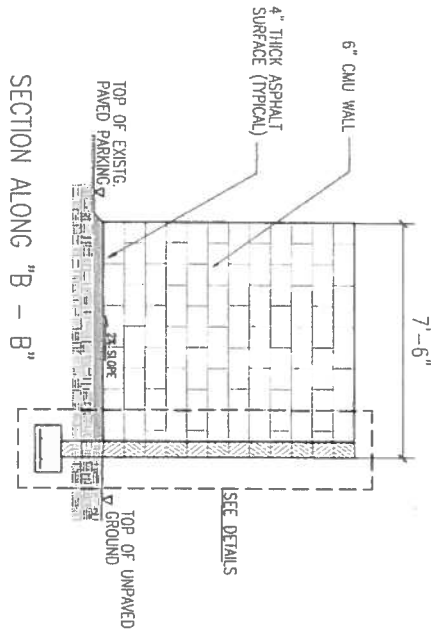 7'-6"
6" CMU WALL
4" THICK ASPHALT
SURFACE (TYPICAL)
TOP OF EXISTG.
PAVED PARKING
2% SLOPE
SEE DETAILS
TOP OF UNPAVED
GROUND
SECTION ALONG "B - B"